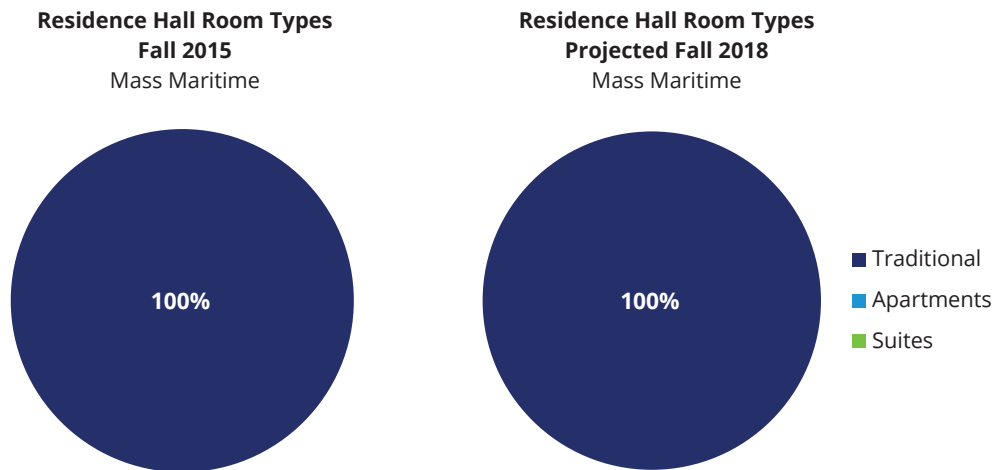 Residence Hall Room Types
Fall 2015
Mass Maritime
100%
Residence Hall Room Types
Projected Fall 2018
Mass Maritime
100%
Traditional
Apartments
Suites